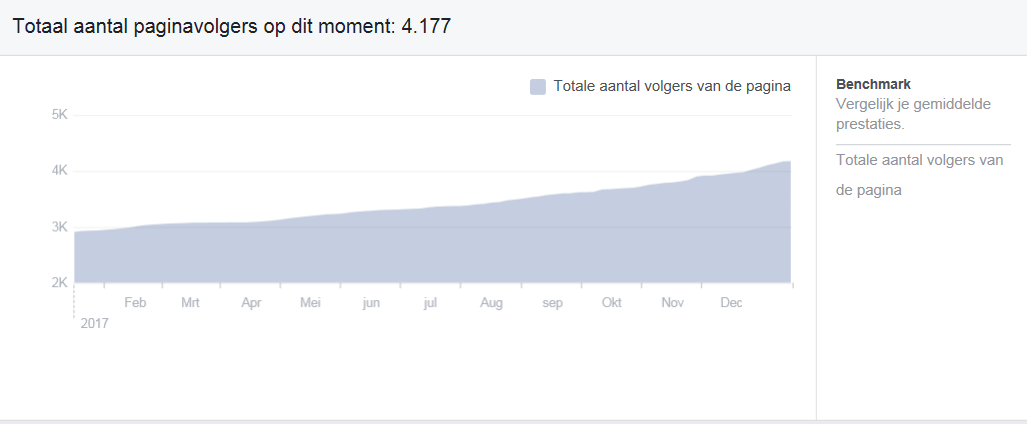 Totaal aantal paginavolgers op dit moment: 4.177
Totale aantal volgers van de pagina
5K
4K
3K
2K
Feb Mrt Apr Mei jun jul Aug sep Okt Nov Dec
2017
Benchmark
Vergelijk je gemiddelde
prestaties.
Totale aantal volgers van
de pagina